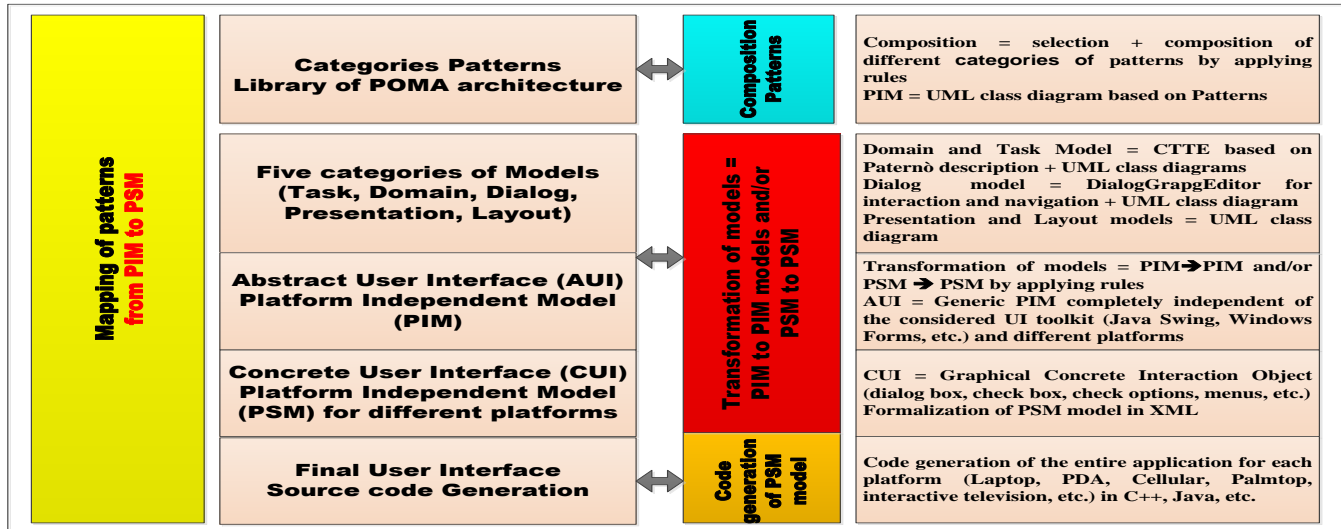 Mapping of patterns
from PIM to PSM
Categories Patterns
Library of POMA architecture
Composition
Patterns
Composition = selection + composition of
different categories of patterns by applying
rules
PIM = UML class diagram based on Patterns
Five categories of Models
(Task, Domain, Dialog,
Presentation, Layout)
Transformation of models =
PIM to PIM models and/or
PSM to PSM
Domain and Task Model = CTTE based on
Paternò description + UML class diagrams
Dialog model = DialogGrapgEditor for
interaction and navigation + UML class diagram
Presentation and Layout models = UML class
diagram
Abstract User Interface (AUI)
Platform Independent Model
(PIM)
Transformation of models = PIM➔PIM and/or
PSM ➔ PSM by applying rules
AUI = Generic PIM completely independent of
the considered UI toolkit (Java Swing, Windows
Forms, etc.) and different platforms
Concrete User Interface (CUI)
Platform Independent Model
(PSM) for different platforms
CUI = Graphical Concrete Interaction Object
(dialog box, check box, check options, menus, etc.)
Formalization of PSM model in XML
Final User Interface
Source code Generation
Code
generation
of PSM
model
Code generation of the entire application for each
platform (Laptop, PDA, Cellular, Palmtop,
interactive television, etc.) in C++, Java, etc.